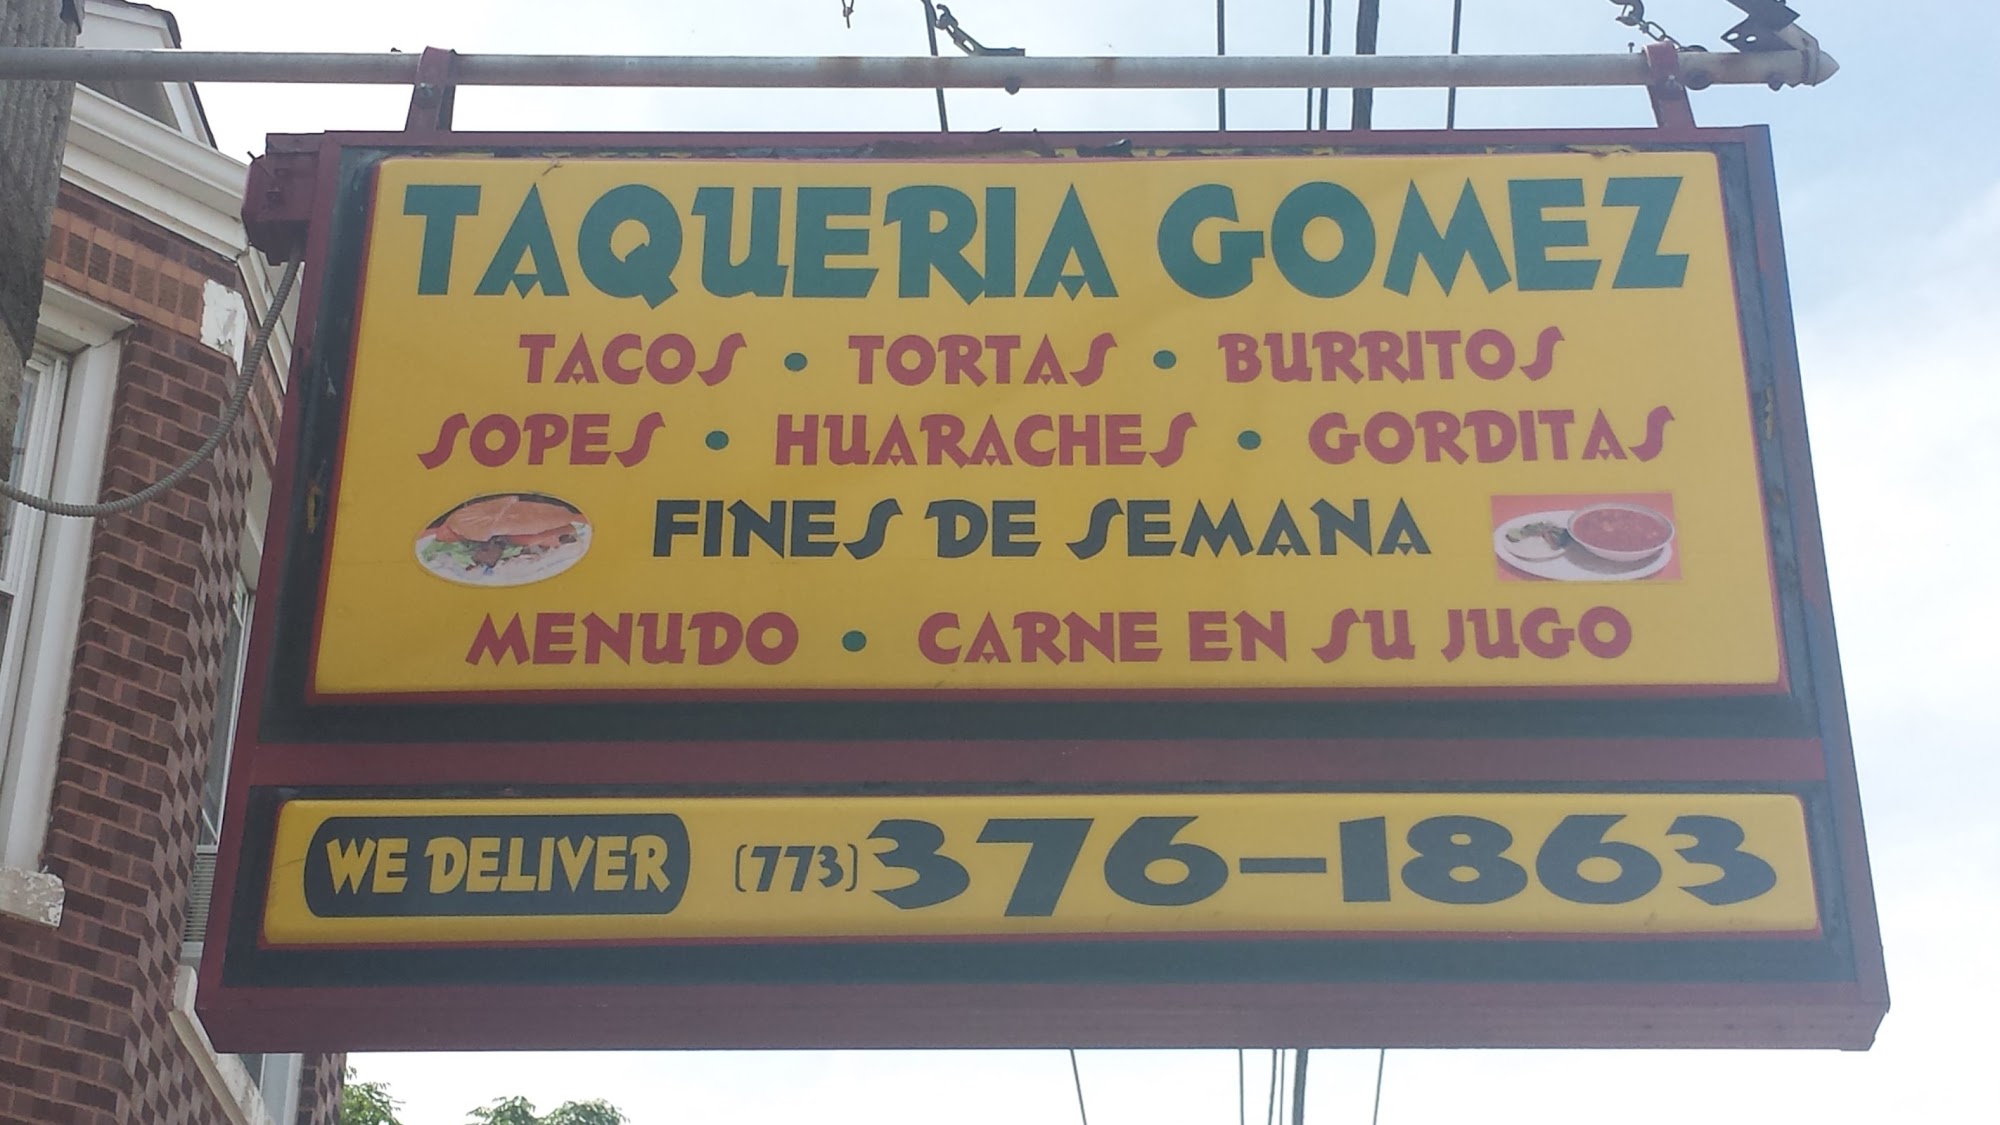 TAQUERIA GOMEZ
TACOS • TORTAS • BURRITOS
SOPES • HUARACHES • GORDITAS
FINES DE SEMANA
MENUDO • CARNE EN SU JUGO
WE DELIVER (773) 376-1863